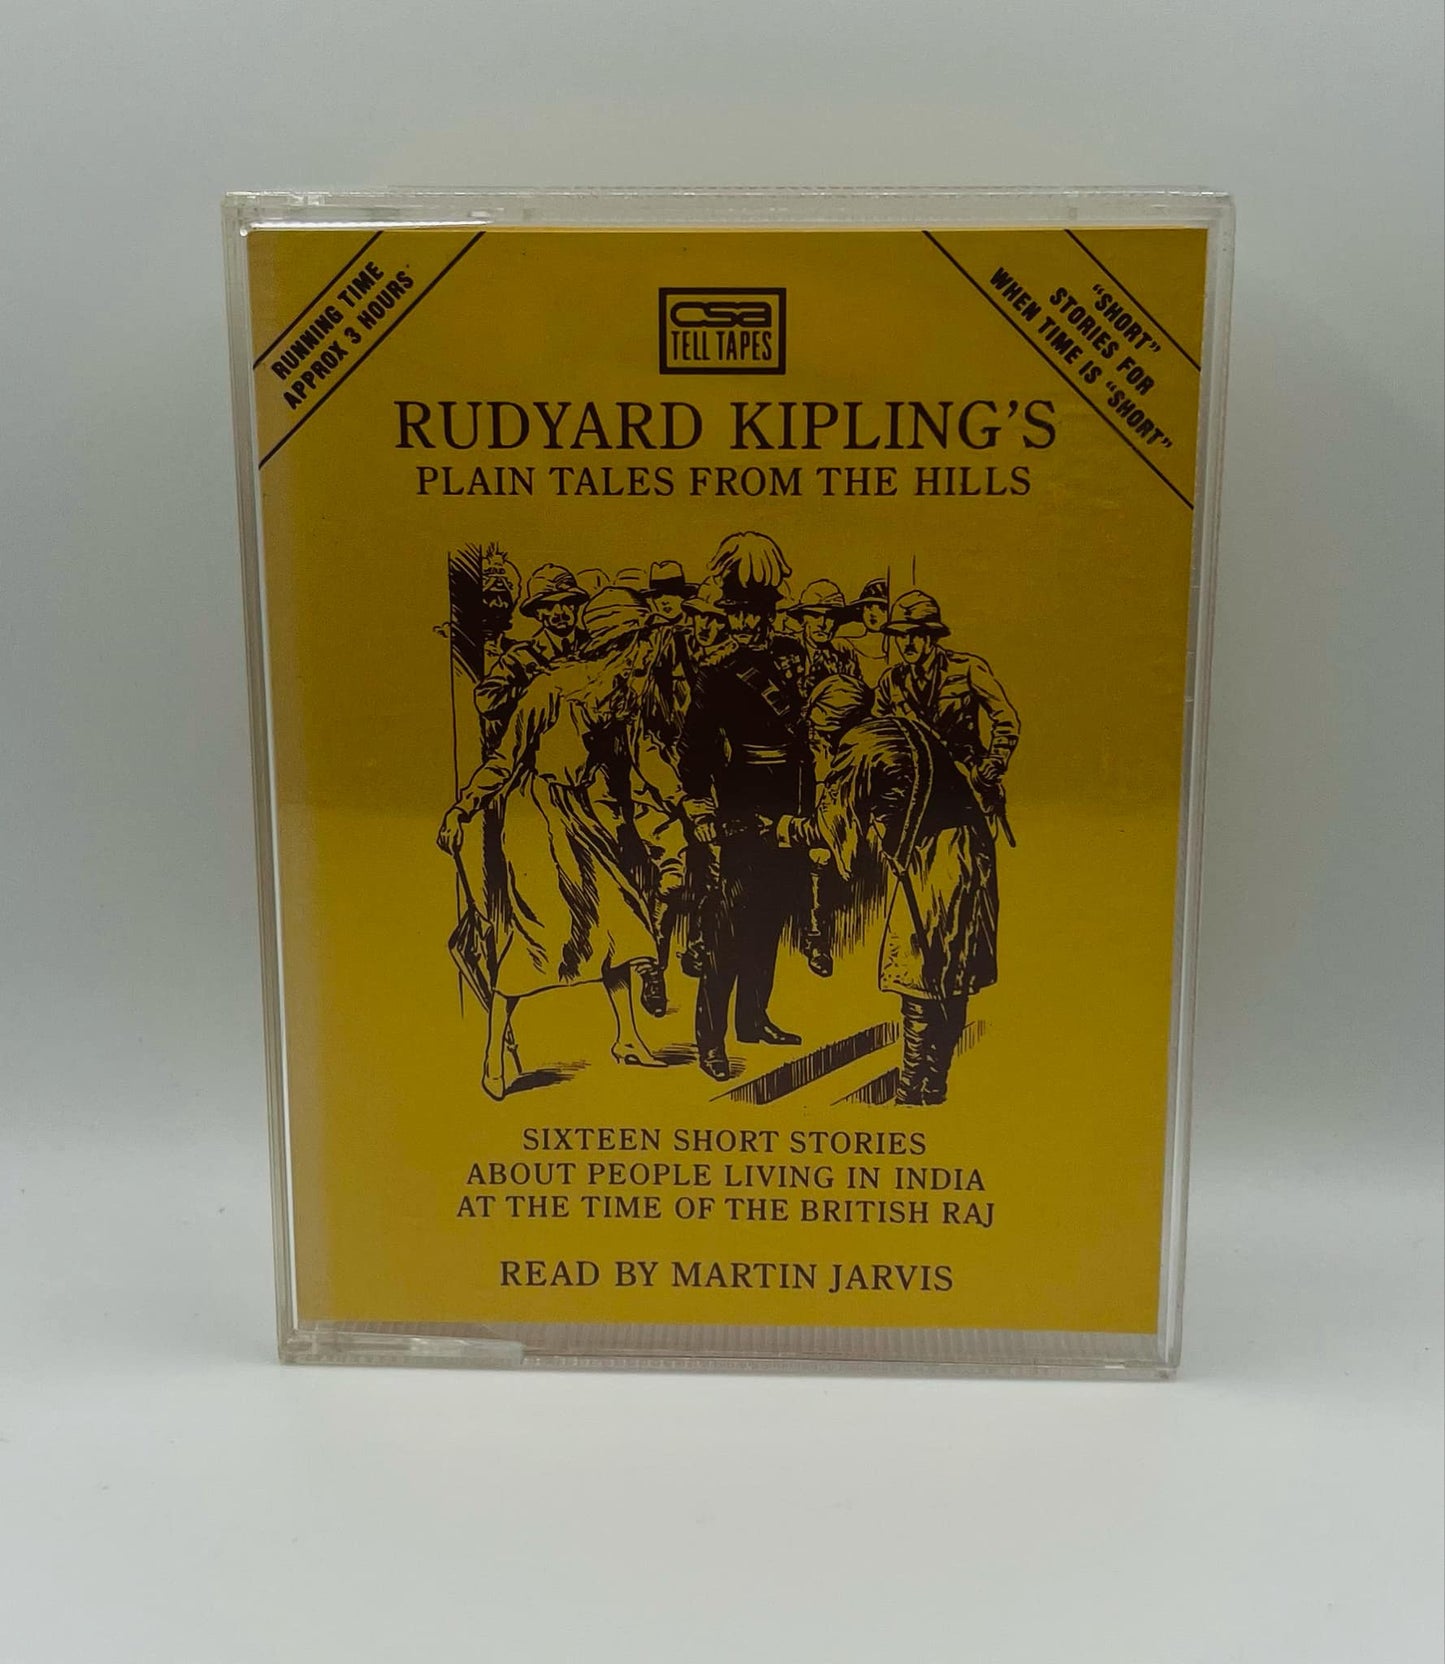 RUNNING TIME
APPROX 3 HOURS
"SHORT"
STORIES FOR
WHEN TIME IS "SHORT"
csa
TELL TAPES
RUDYARD KIPLING'S
PLAIN TALES FROM THE HILLS
SIXTEEN SHORT STORIES
ABOUT PEOPLE LIVING IN INDIA
AT THE TIME OF THE BRITISH RAJ
READ BY MARTIN JARVIS